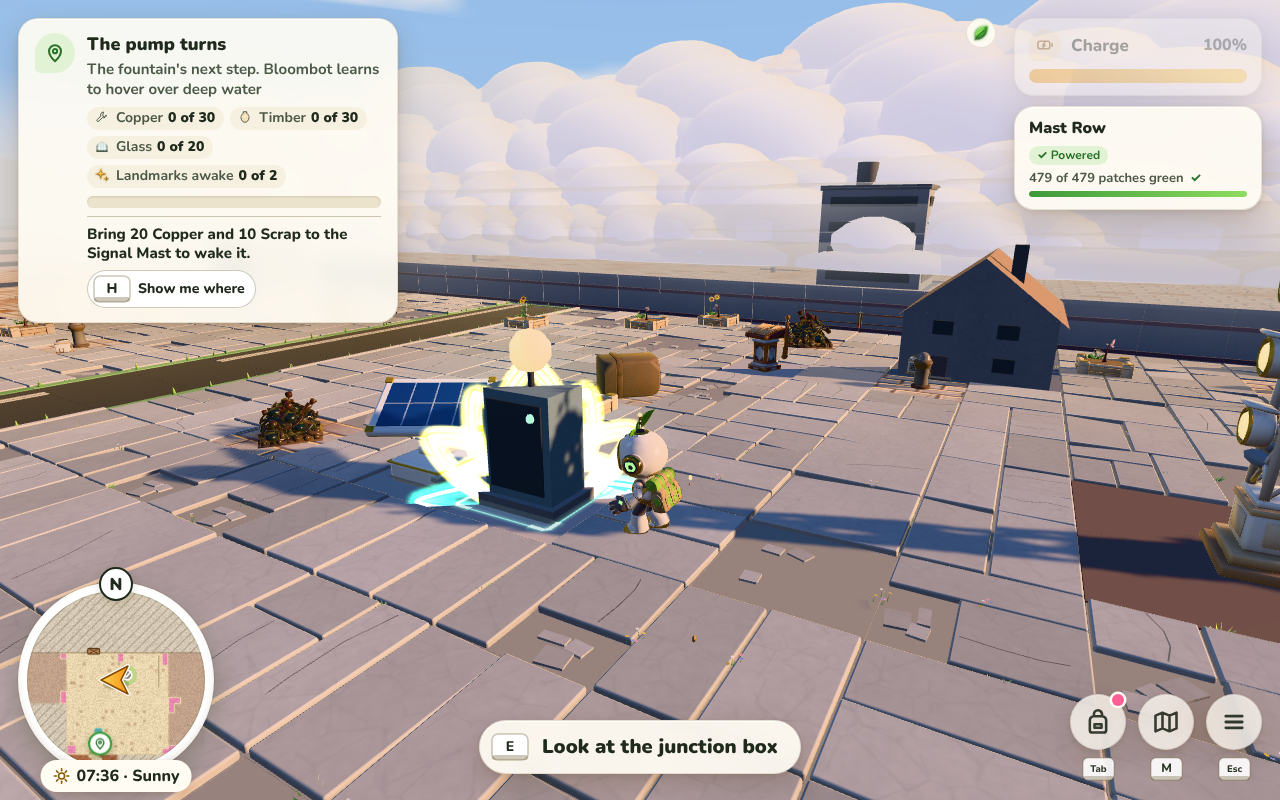 The pump turns
The fountain's next step. Bloombot learns
to hover over deep water
Copper 0 of 30
Timber 0 of 30
Glass 0 of 20
Landmarks awake 0 of 2
Bring 20 Copper and 10 Scrap to the
Signal Mast to wake it.
H Show me where
Charge 100%
Mast Row
✓ Powered
479 of 479 patches green ✓
N
07:36 · Sunny
E Look at the junction box
Tab
M
Esc